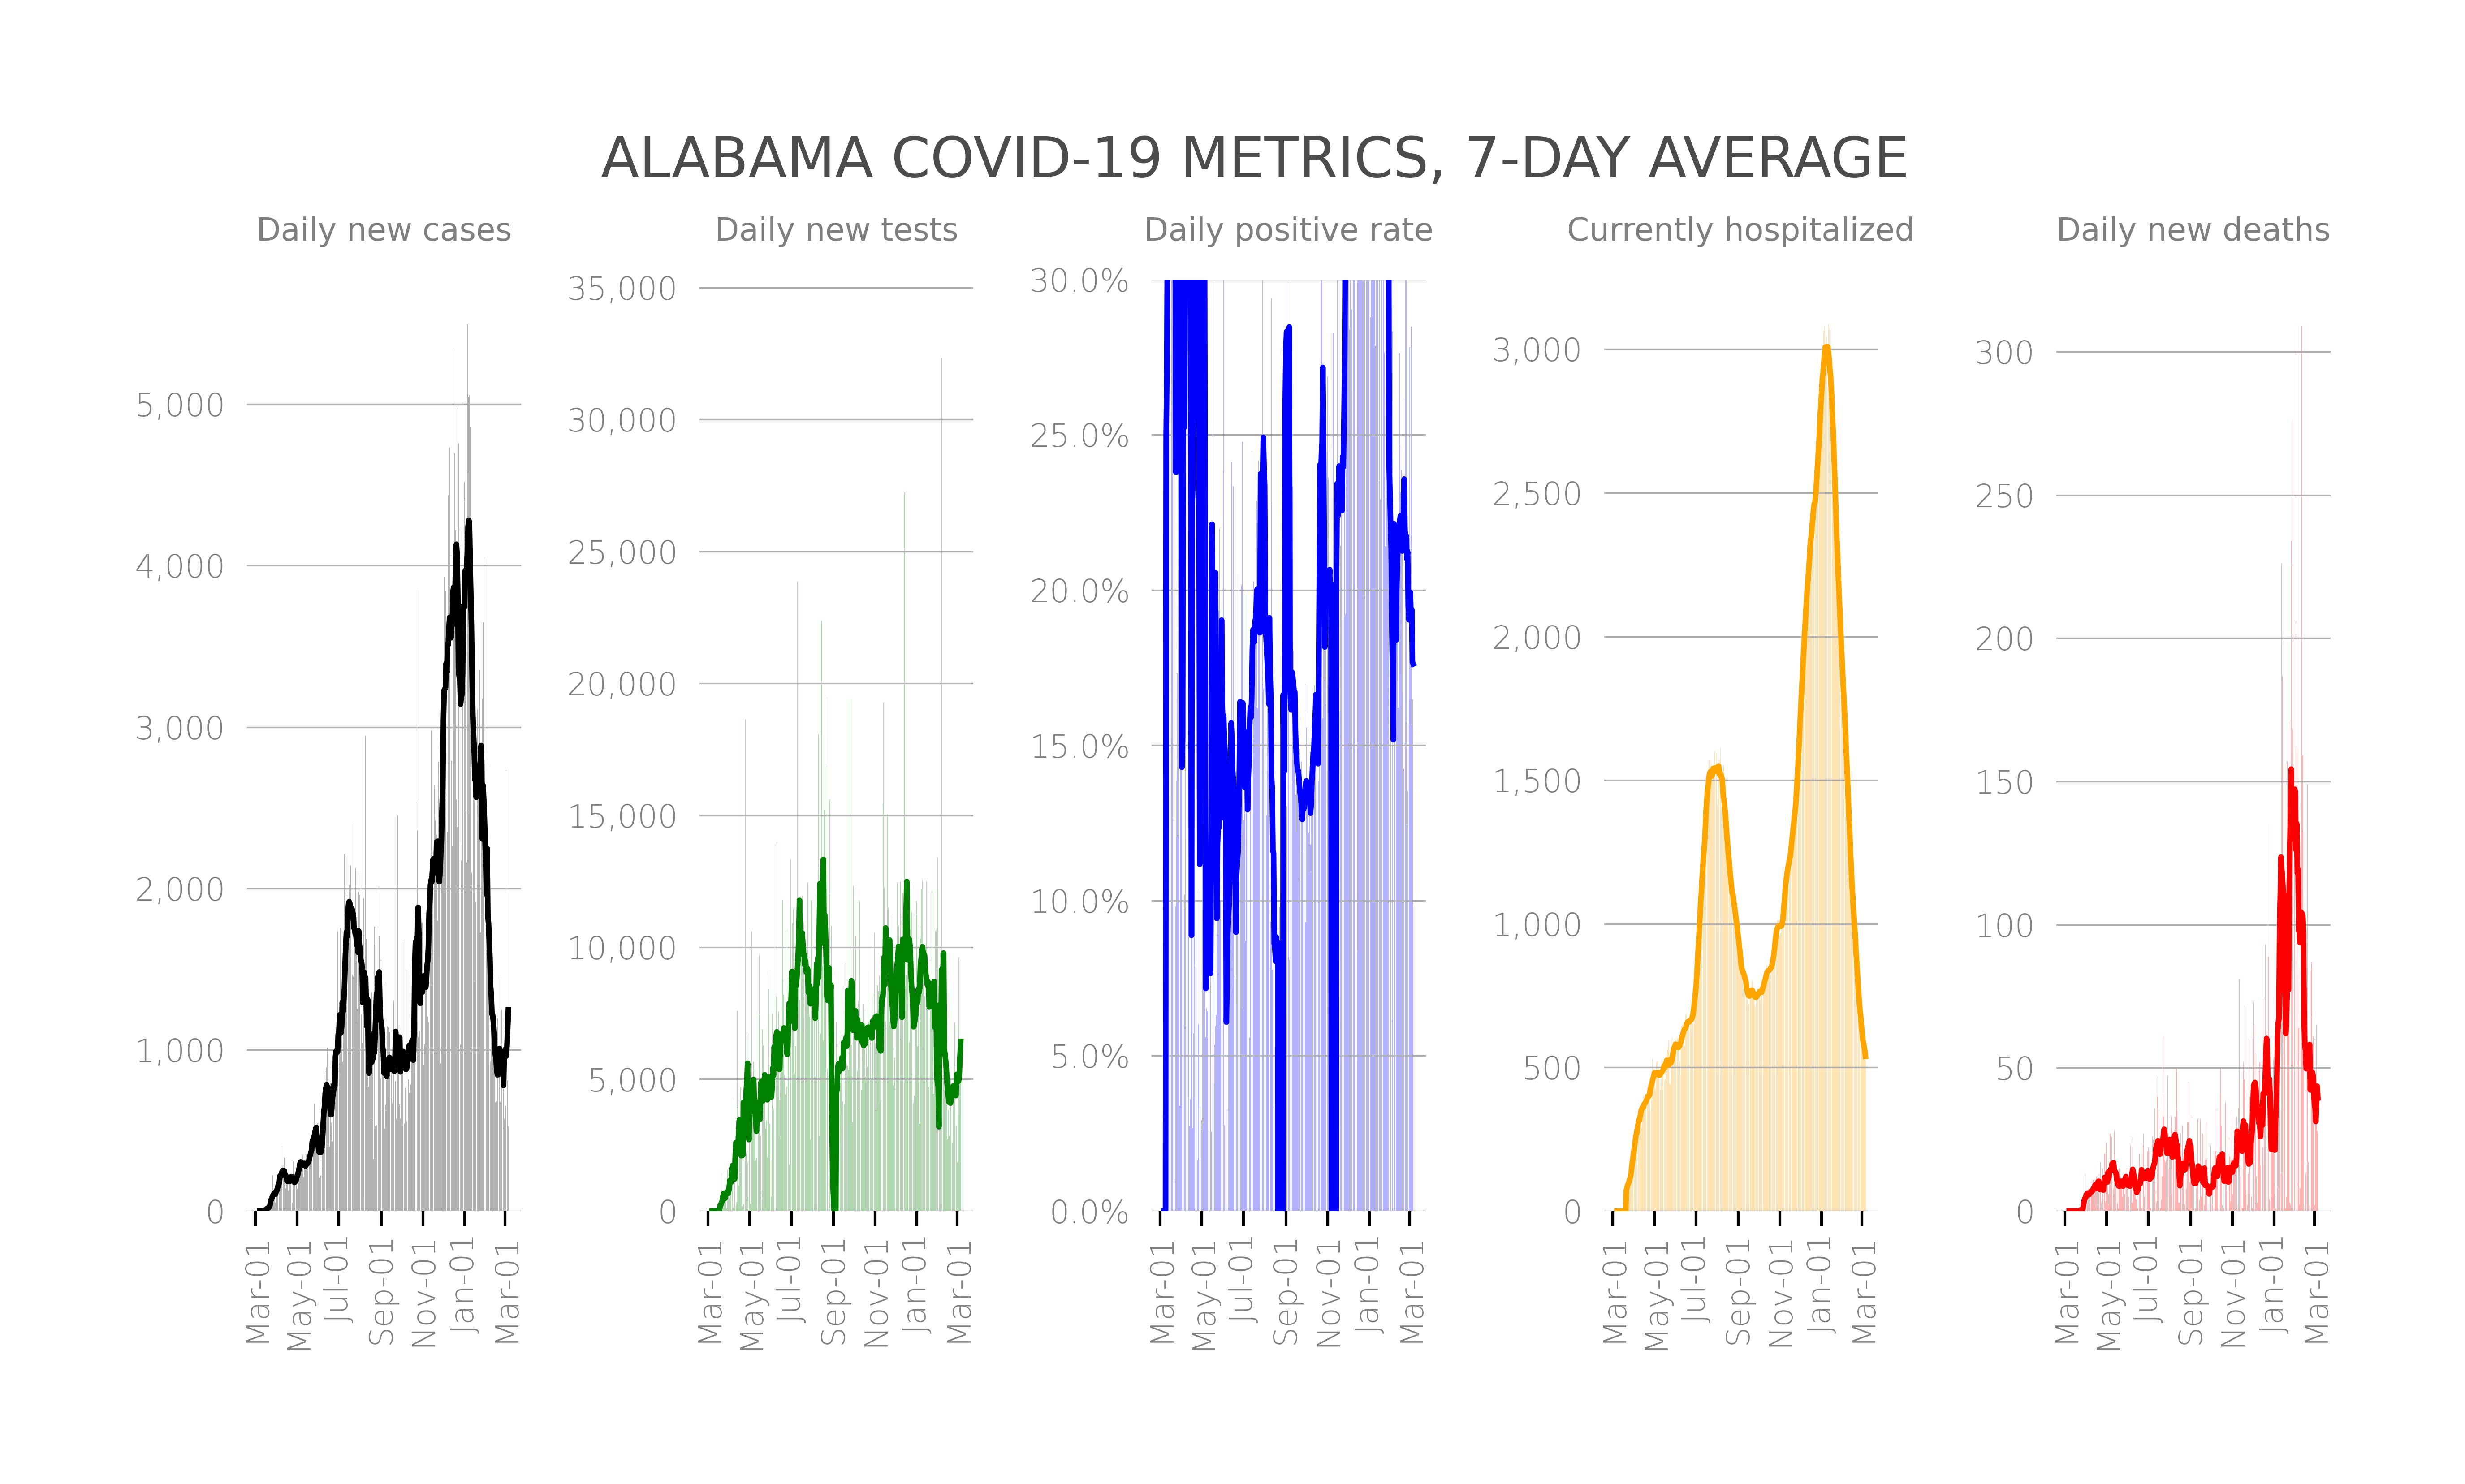 ALABAMA COVID-19 METRICS, 7-DAY AVERAGE
Daily new cases
5,000
4,000
3,000
2,000
1,000
0
Mar-01
May-01
Jul-01
Sep-01
Nov-01
Jan-01
Mar-01
Daily new tests
35,000
30,000
25,000
20,000
15,000
10,000
5,000
0
Mar-01
May-01
Jul-01
Sep-01
Nov-01
Jan-01
Mar-01
Daily positive rate
30.0%
25.0%
20.0%
15.0%
10.0%
5.0%
0.0%
Mar-01
May-01
Jul-01
Sep-01
Nov-01
Jan-01
Mar-01
Currently hospitalized
3,000
2,500
2,000
1,500
1,000
500
0
Mar-01
May-01
Jul-01
Sep-01
Nov-01
Jan-01
Mar-01
Daily new deaths
300
250
200
150
100
50
0
Mar-01
May-01
Jul-01
Sep-01
Nov-01
Jan-01
Mar-01